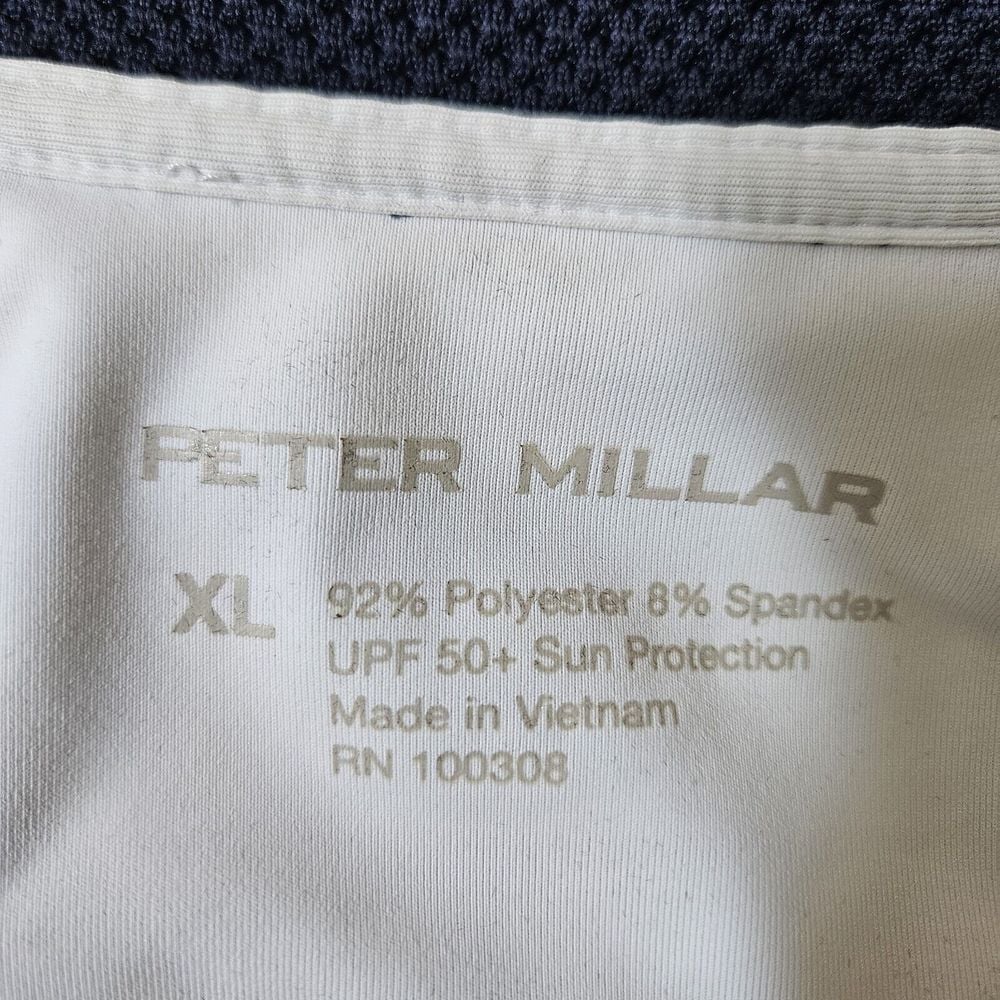 PETER MILLAR
XL 92% Polyester 8% Spandex
UPF 50+ Sun Protection
Made in Vietnam
RN 100308